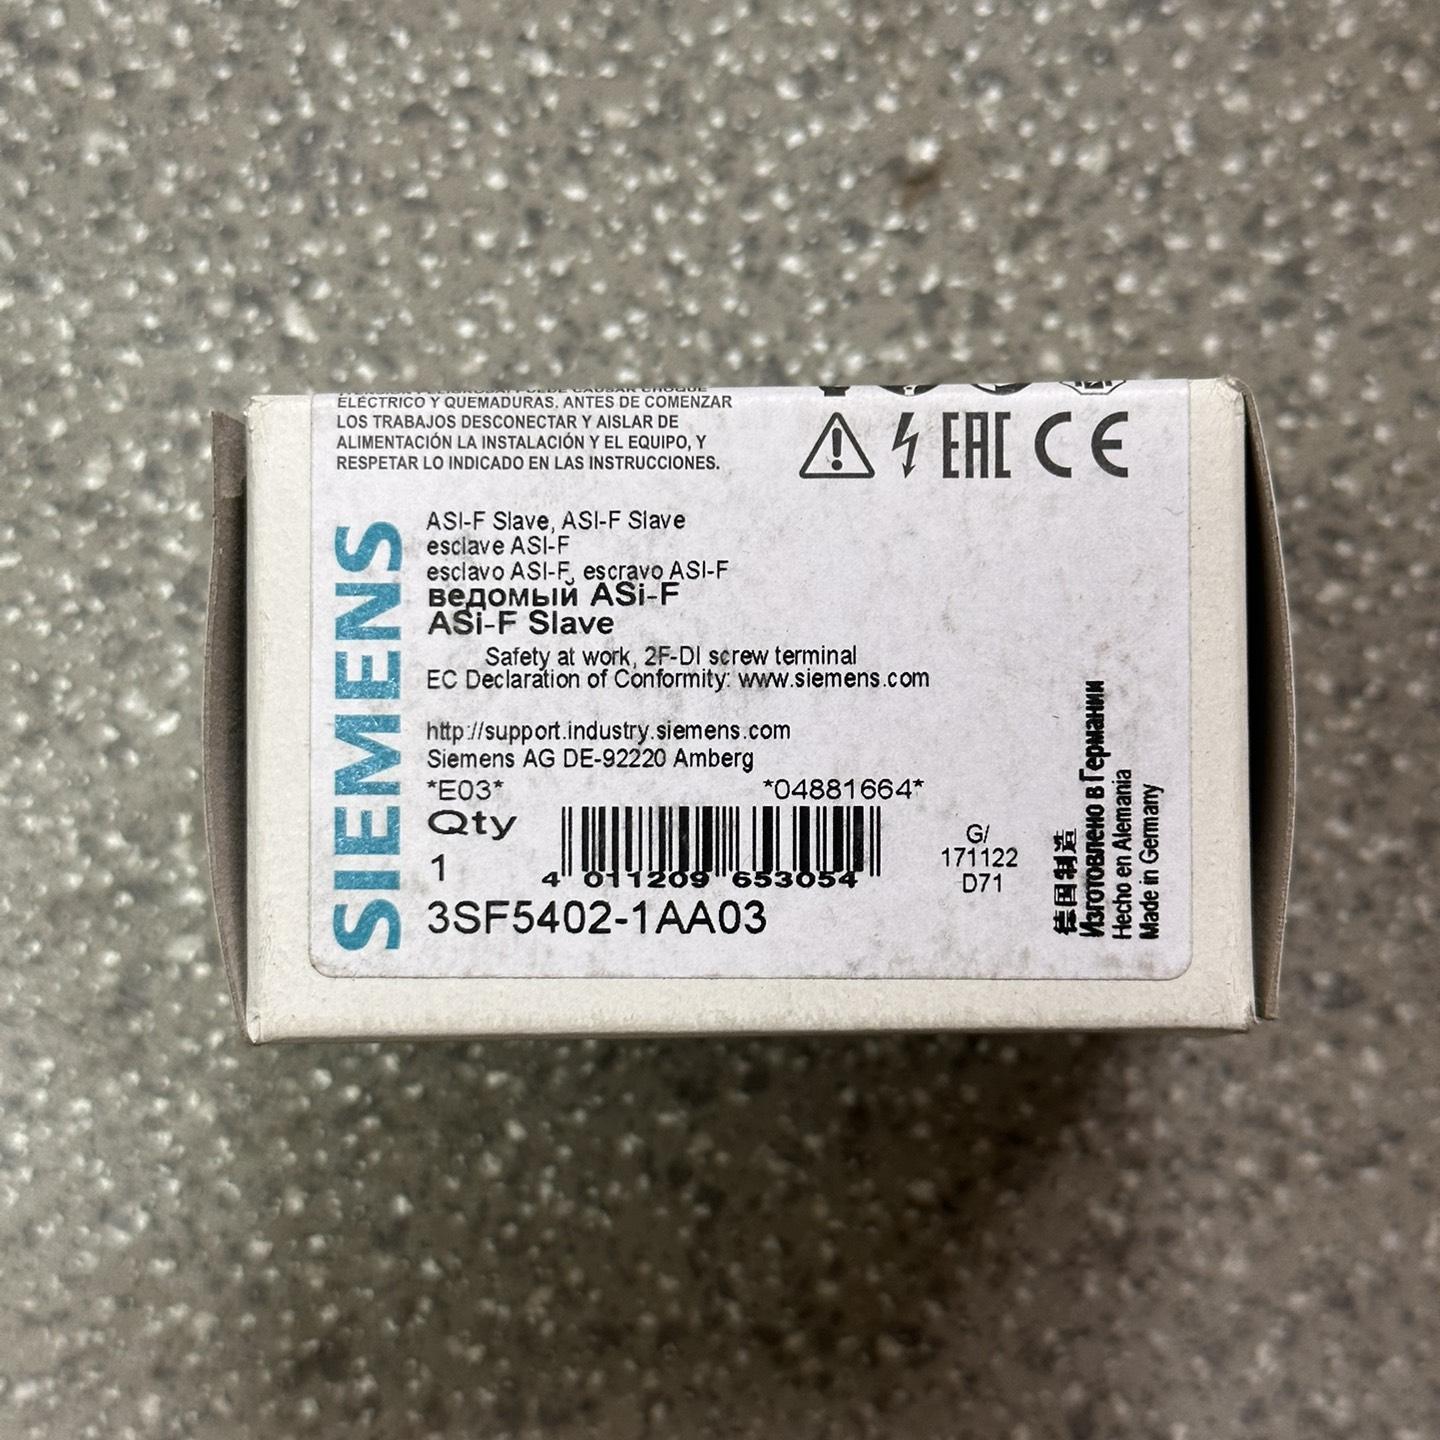 ELÉCTRICO Y QUEMADURAS. ANTES DE COMENZAR
LOS TRABAJOS DESCONECTAR Y AISLAR DE
ALIMENTACIÓN LA INSTALACIÓN Y EL EQUIPO, Y
RESPETAR LO INDICADO EN LAS INSTRUCCIONES.
EAC CE
SIEMENS
ASI-F Slave, ASI-F Slave
esclave ASI-F
esclavo ASI-F, escravo ASI-F
ведомый ASi-F
ASi-F Slave
Safety at work, 2F-DI screw terminal
EC Declaration of Conformity: www.siemens.com
http://support.industry.siemens.com
Siemens AG DE-92220 Amberg
*E03* *04881664*
Qty
1
4 011209 653054
3SF5402-1AA03
G/
171122
D71
德国制造
Изготовлено в Германии
Hecho en Alemania
Made in Germany